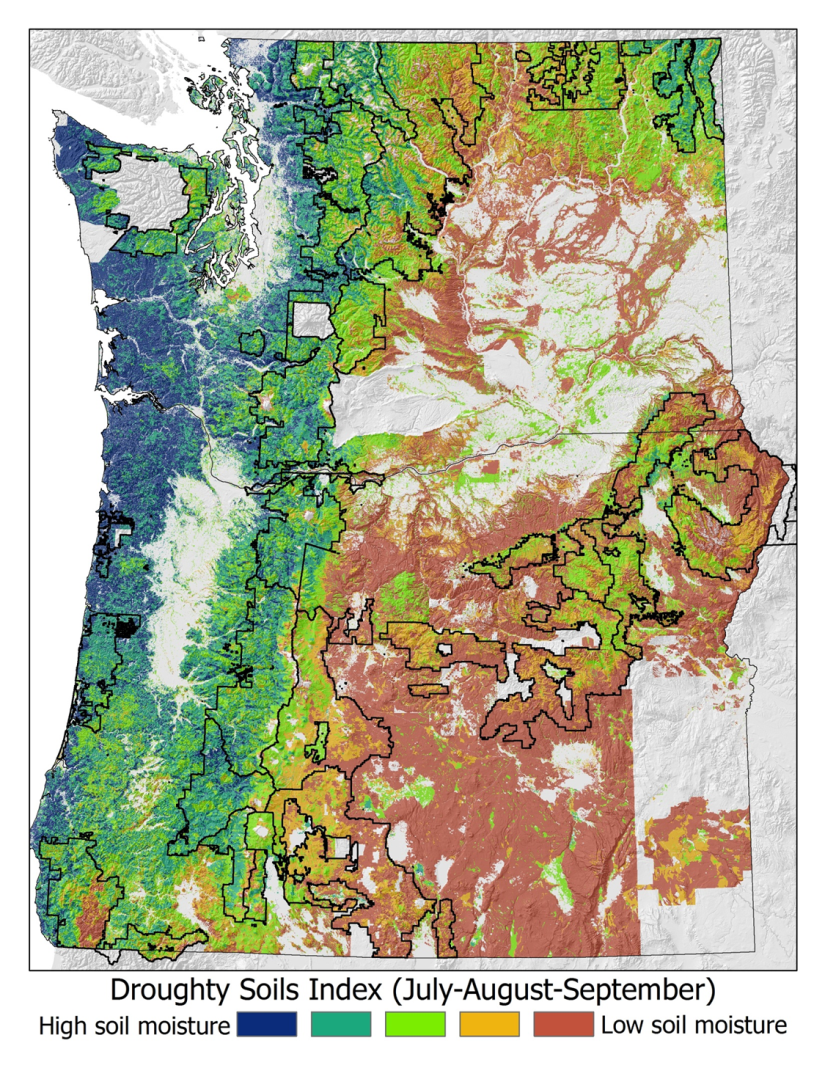 Droughty Soils Index (July-August-September)
High soil moisture Low soil moisture